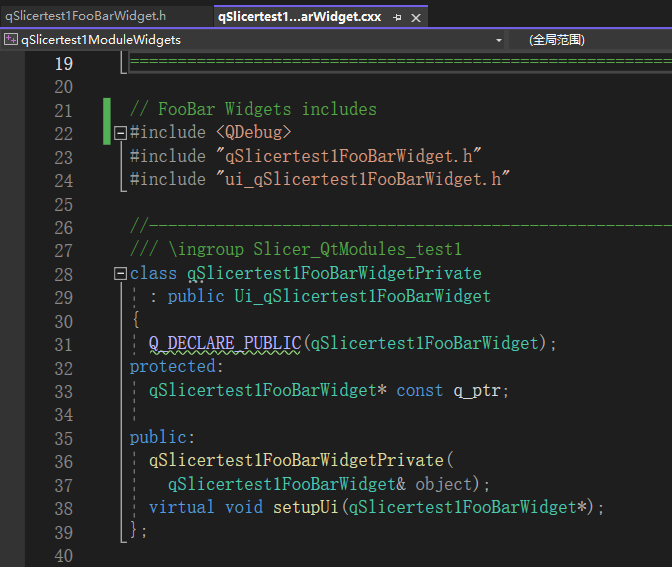 qSlicertest1FooBarWidget.h
qSlicertest1...arWidget.cxx
qSlicertest1ModuleWidgets
(全局范围)
19 ==========================================================
20
21 // FooBar Widgets includes
22 #include <QDebug>
23 #include "qSlicertest1FooBarWidget.h"
24 #include "ui_qSlicertest1FooBarWidget.h"
25
26 //--------------------------------------------------------
27 /// \ingroup Slicer_QtModules_test1
28 class qSlicertest1FooBarWidgetPrivate
29 : public Ui_qSlicertest1FooBarWidget
30 {
31 Q_DECLARE_PUBLIC(qSlicertest1FooBarWidget);
32 protected:
33 qSlicertest1FooBarWidget* const q_ptr;
34
35 public:
36 qSlicertest1FooBarWidgetPrivate(
37 qSlicertest1FooBarWidget& object);
38 virtual void setupUi(qSlicertest1FooBarWidget*);
39 };
40